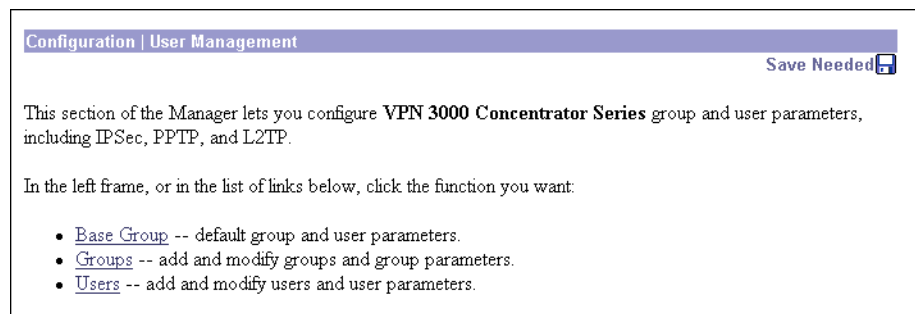 Configuration | User Management
Save Needed
This section of the Manager lets you configure VPN 3000 Concentrator Series group and user parameters,
including IPSec, PPTP, and L2TP.
In the left frame, or in the list of links below, click the function you want:
• Base Group -- default group and user parameters.
• Groups -- add and modify groups and group parameters.
• Users -- add and modify users and user parameters.